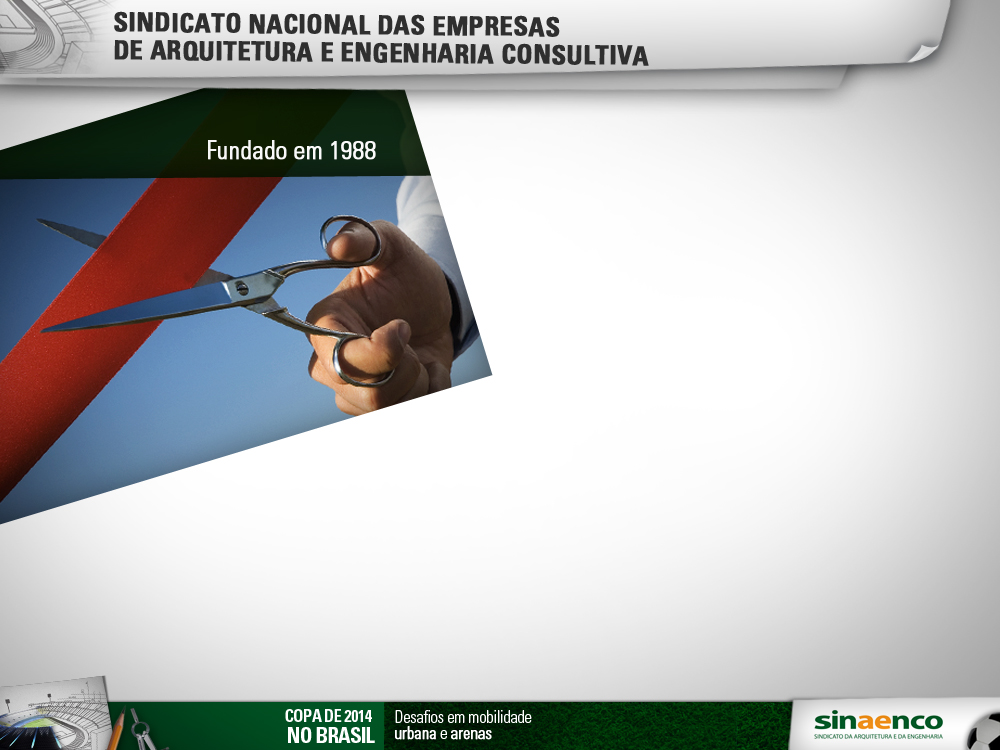 SINDICATO NACIONAL DAS EMPRESAS
DE ARQUITETURA E ENGENHARIA CONSULTIVA
Fundado em 1988
COPA DE 2014
NO BRASIL
Desafios em mobilidade
urbana e arenas
sinaenco
SINDICATO DA ARQUITETURA E DA ENGENHARIA